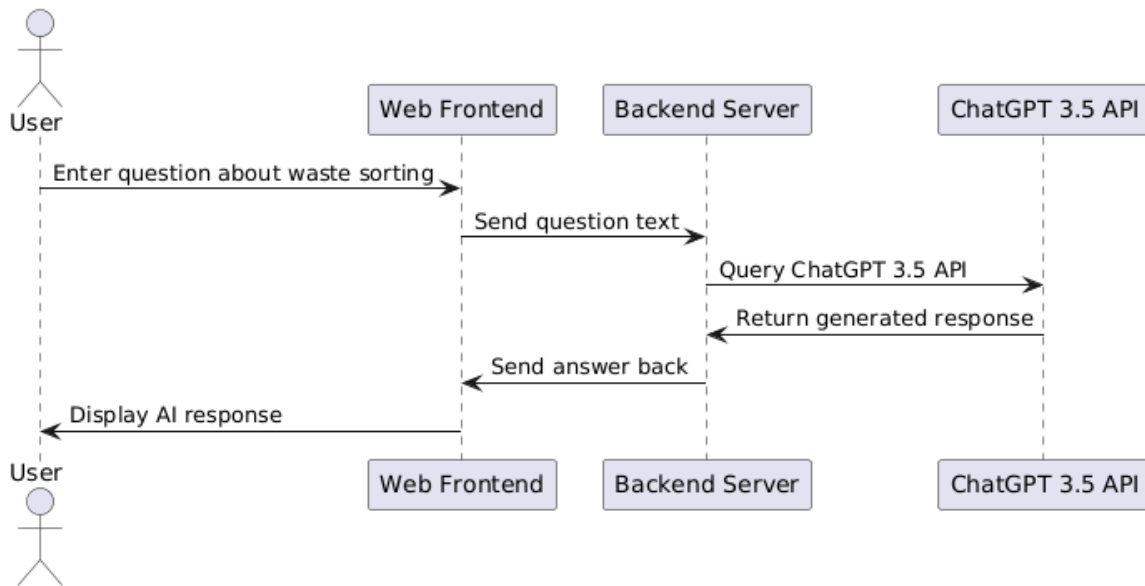 User
Web Frontend
Backend Server
ChatGPT 3.5 API
Enter question about waste sorting
Send question text
Query ChatGPT 3.5 API
Return generated response
Send answer back
Display AI response
User
Web Frontend
Backend Server
ChatGPT 3.5 API